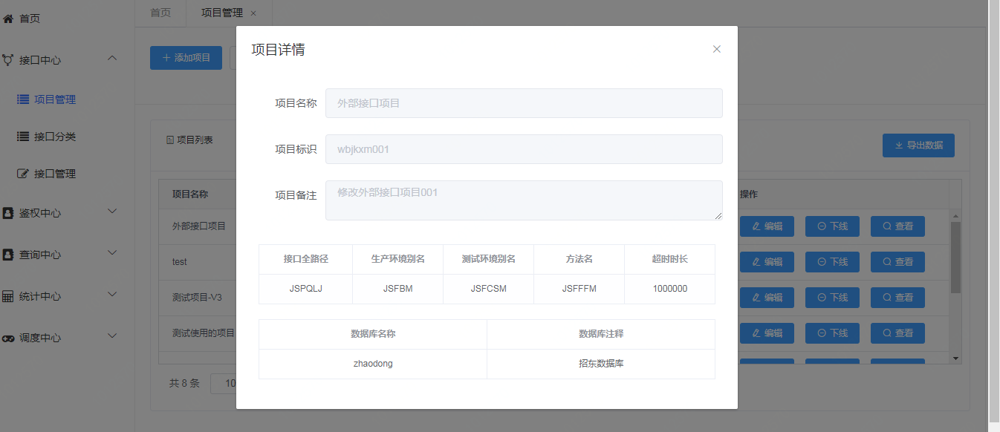 首页
接口中心
项目管理
接口分类
接口管理
鉴权中心
查询中心
统计中心
调度中心
首页 项目管理 ×
添加项目
项目列表
导出数据
项目名称 操作
外部接口项目 编辑 下线 查看
test 编辑 下线 查看
测试项目-V3 编辑 下线 查看
测试使用的项目 编辑 下线 查看
共 8 条 10
项目详情
项目名称 外部接口项目
项目标识 wbjkxm001
项目备注 修改外部接口项目001
接口全路径 生产环境别名 测试环境别名 方法名 超时时长
JSPQLJ JSFBM JSFCSM JSFFFM 1000000
数据库名称 数据库注释
zhaodong 招东数据库